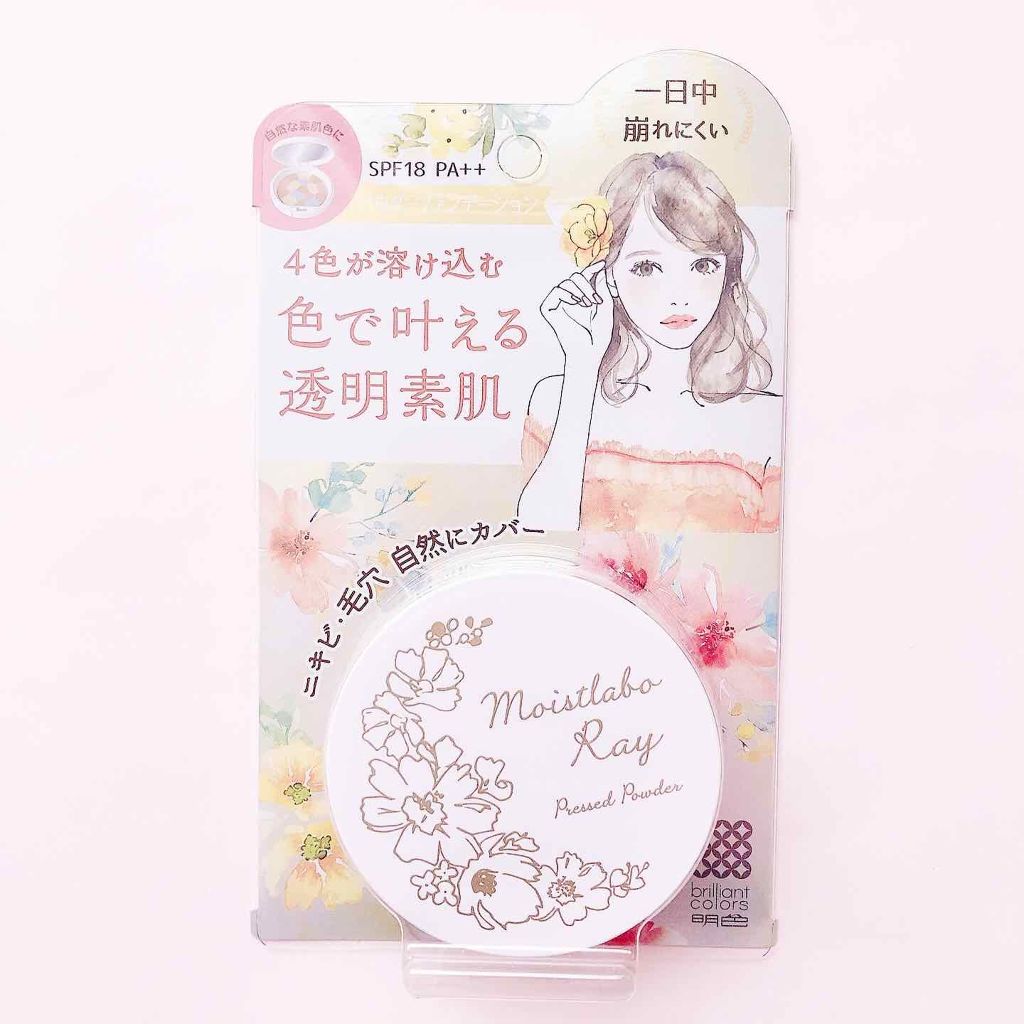 一日中
崩れにくい
自然な素肌色に
SPF18 PA++
4色が溶け込む
色で叶える
透明素肌
ニキビ・毛穴 自然にカバー
Moistlabo
Ray
Pressed Powder
brilliant
colors
明色